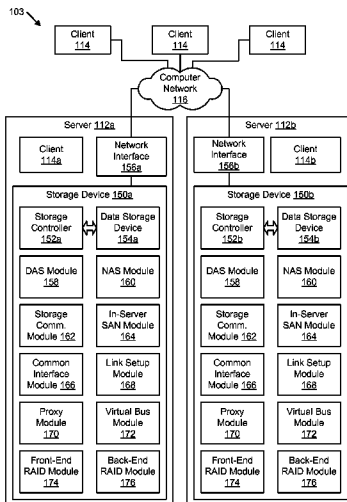 103
Client
114
Client
114
Client
114
Computer
Network
116
Server 112a
Client
114a
Network
Interface
156a
Storage Device 150a
Storage
Controller
152a
Data Storage
Device
154a
DAS Module
158
NAS Module
160
Storage
Comm.
Module 162
In-Server
SAN Module
164
Common
Interface
Module 166
Link Setup
Module
168
Proxy
Module
170
Virtual Bus
Module
172
Front-End
RAID Module
174
Back-End
RAID Module
176
Server 112b
Network
Interface
156b
Client
114b
Storage Device 150b
Storage
Controller
152b
Data Storage
Device
154b
DAS Module
158
NAS Module
160
Storage
Comm.
Module 162
In-Server
SAN Module
164
Common
Interface
Module 166
Link Setup
Module
168
Proxy
Module
170
Virtual Bus
Module
172
Front-End
RAID Module
174
Back-End
RAID Module
176